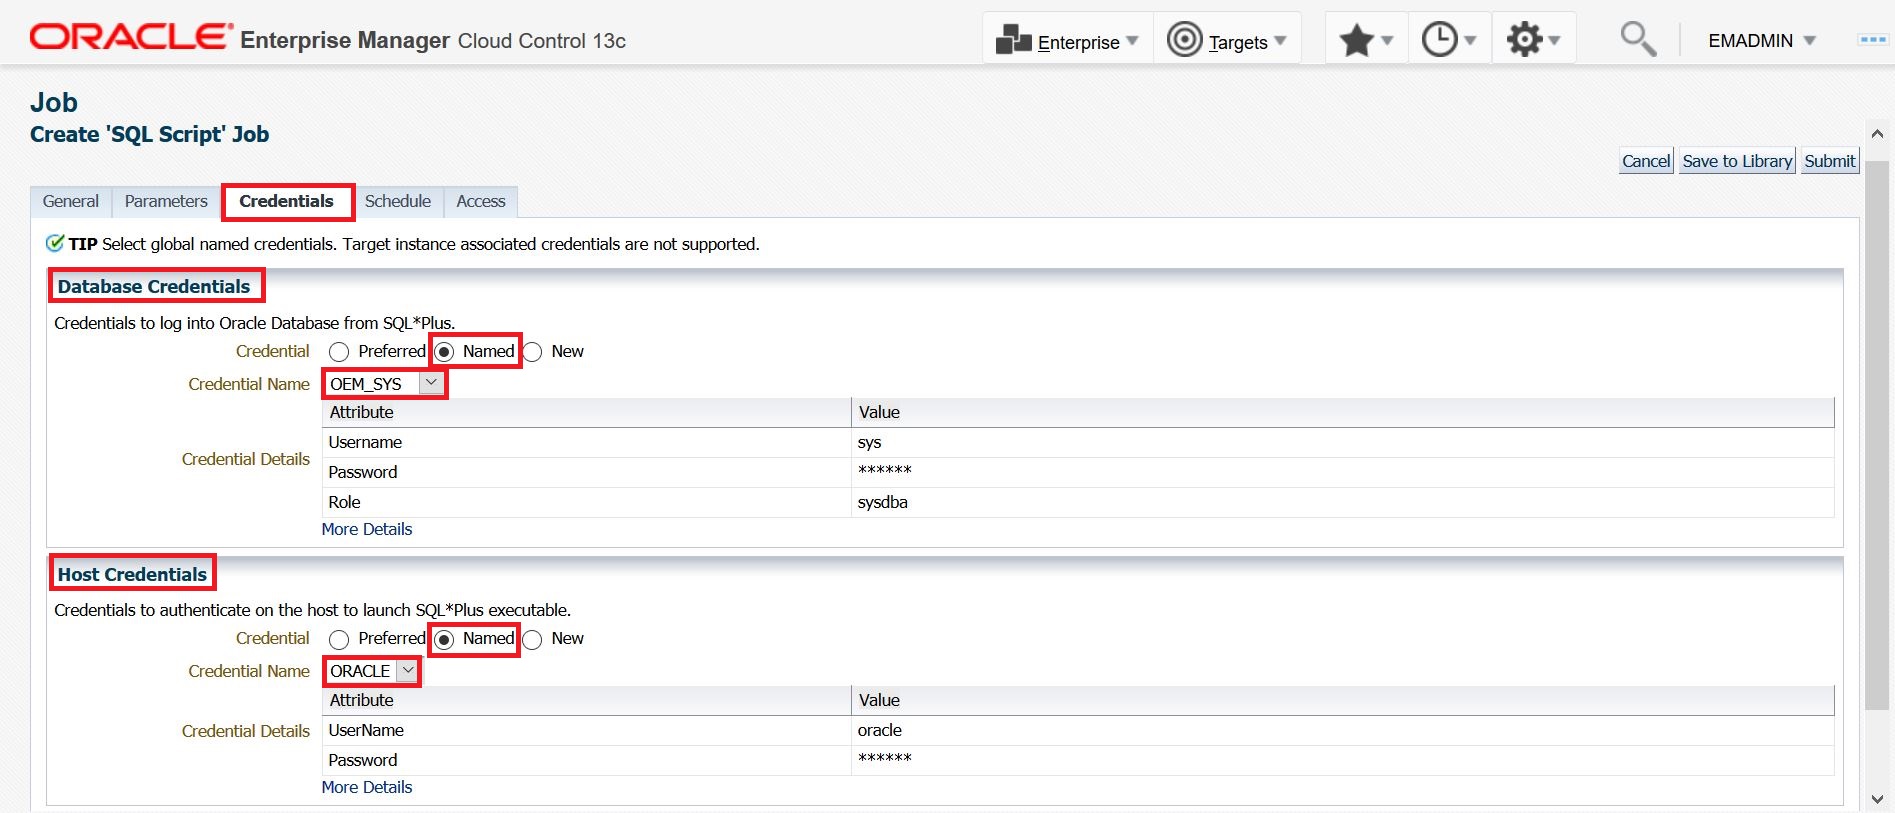 ORACLE® Enterprise Manager Cloud Control 13c
Enterprise Targets EMADMIN
Job
Create 'SQL Script' Job
Cancel Save to Library Submit
General Parameters Credentials Schedule Access
TIP Select global named credentials. Target instance associated credentials are not supported.
Database Credentials
Credentials to log into Oracle Database from SQL*Plus.
Credential Preferred Named New
Credential Name OEM_SYS
Attribute Value
Username sys
Credential Details
Password ******
Role sysdba
More Details
Host Credentials
Credentials to authenticate on the host to launch SQL*Plus executable.
Credential Preferred Named New
Credential Name ORACLE
Attribute Value
Credential Details UserName oracle
Password ******
More Details